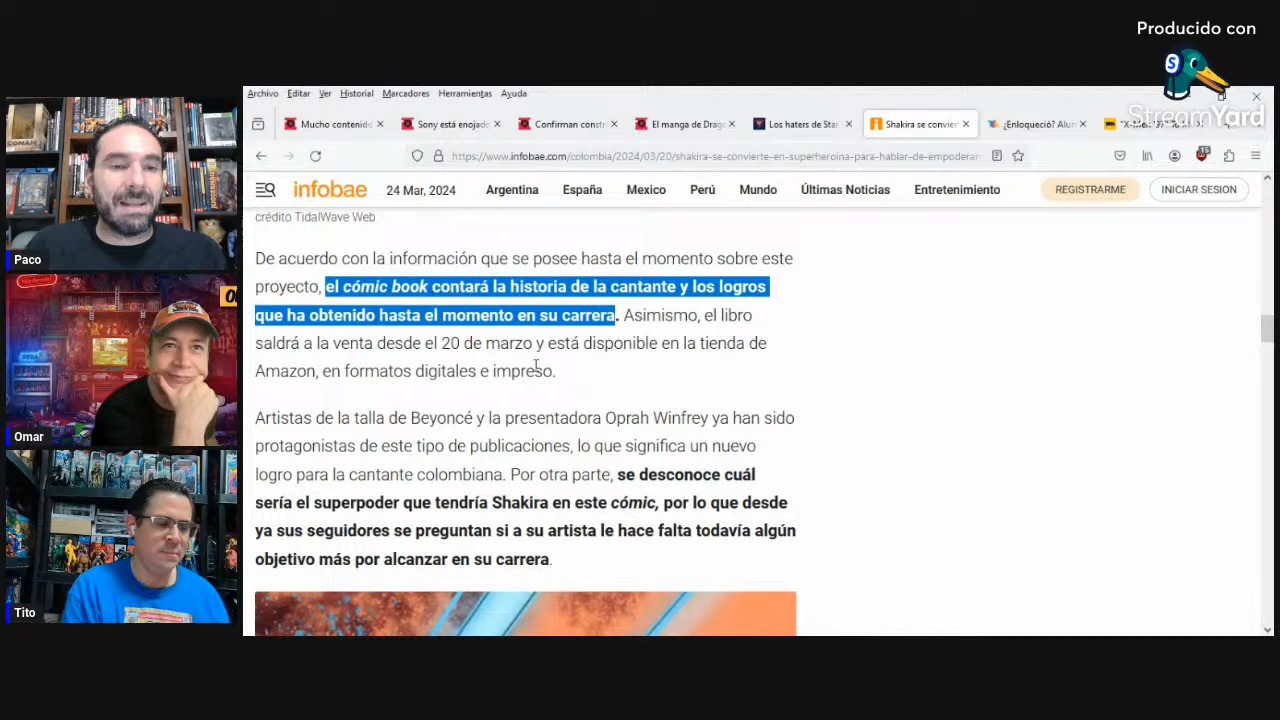 Producido con
StreamYard
Archivo Editar Ver Historial Marcadores Herramientas Ayuda
Mucho contenido
Sony está enojado
Confirman constr
El manga de Drag
Los haters de Star
Shakira se convier
¿Enloqueció? Alun
https://www.infobae.com/colombia/2024/03/20/shakira-se-convierte-en-superheroina-para-hablar-de-empoderar
15
infobae
24 Mar, 2024
Argentina España Mexico Perú Mundo Últimas Noticias Entretenimiento
REGISTRARME
INICIAR SESION
crédito TidalWave Web
De acuerdo con la información que se posee hasta el momento sobre este
proyecto, el cómic book contará la historia de la cantante y los logros
que ha obtenido hasta el momento en su carrera. Asimismo, el libro
saldrá a la venta desde el 20 de marzo y está disponible en la tienda de
Amazon, en formatos digitales e impreso.
Artistas de la talla de Beyoncé y la presentadora Oprah Winfrey ya han sido
protagonistas de este tipo de publicaciones, lo que significa un nuevo
logro para la cantante colombiana. Por otra parte, se desconoce cuál
sería el superpoder que tendría Shakira en este cómic, por lo que desde
ya sus seguidores se preguntan si a su artista le hace falta todavía algún
objetivo más por alcanzar en su carrera.
Paco
Omar
Tito